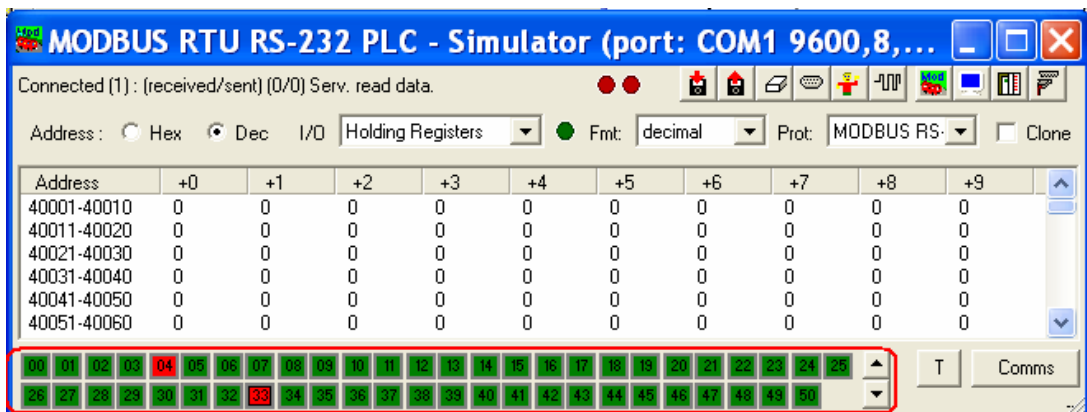 MODBUS RTU RS-232 PLC - Simulator (port: COM1 9600,8,...
Connected (1) : (received/sent) (0/0) Serv. read data.
Address : Hex Dec I/O Holding Registers Fmt: decimal Prot: MODBUS RS- Clone
Address +0 +1 +2 +3 +4 +5 +6 +7 +8 +9
40001-40010 0 0 0 0 0 0 0 0 0 0
40011-40020 0 0 0 0 0 0 0 0 0 0
40021-40030 0 0 0 0 0 0 0 0 0 0
40031-40040 0 0 0 0 0 0 0 0 0 0
40041-40050 0 0 0 0 0 0 0 0 0 0
40051-40060 0 0 0 0 0 0 0 0 0 0
00 01 02 03 04 05 06 07 08 09 10 11 12 13 14 15 16 17 18 19 20 21 22 23 24 25 T Comms
26 27 28 29 30 31 32 33 34 35 36 37 38 39 40 41 42 43 44 45 46 47 48 49 50